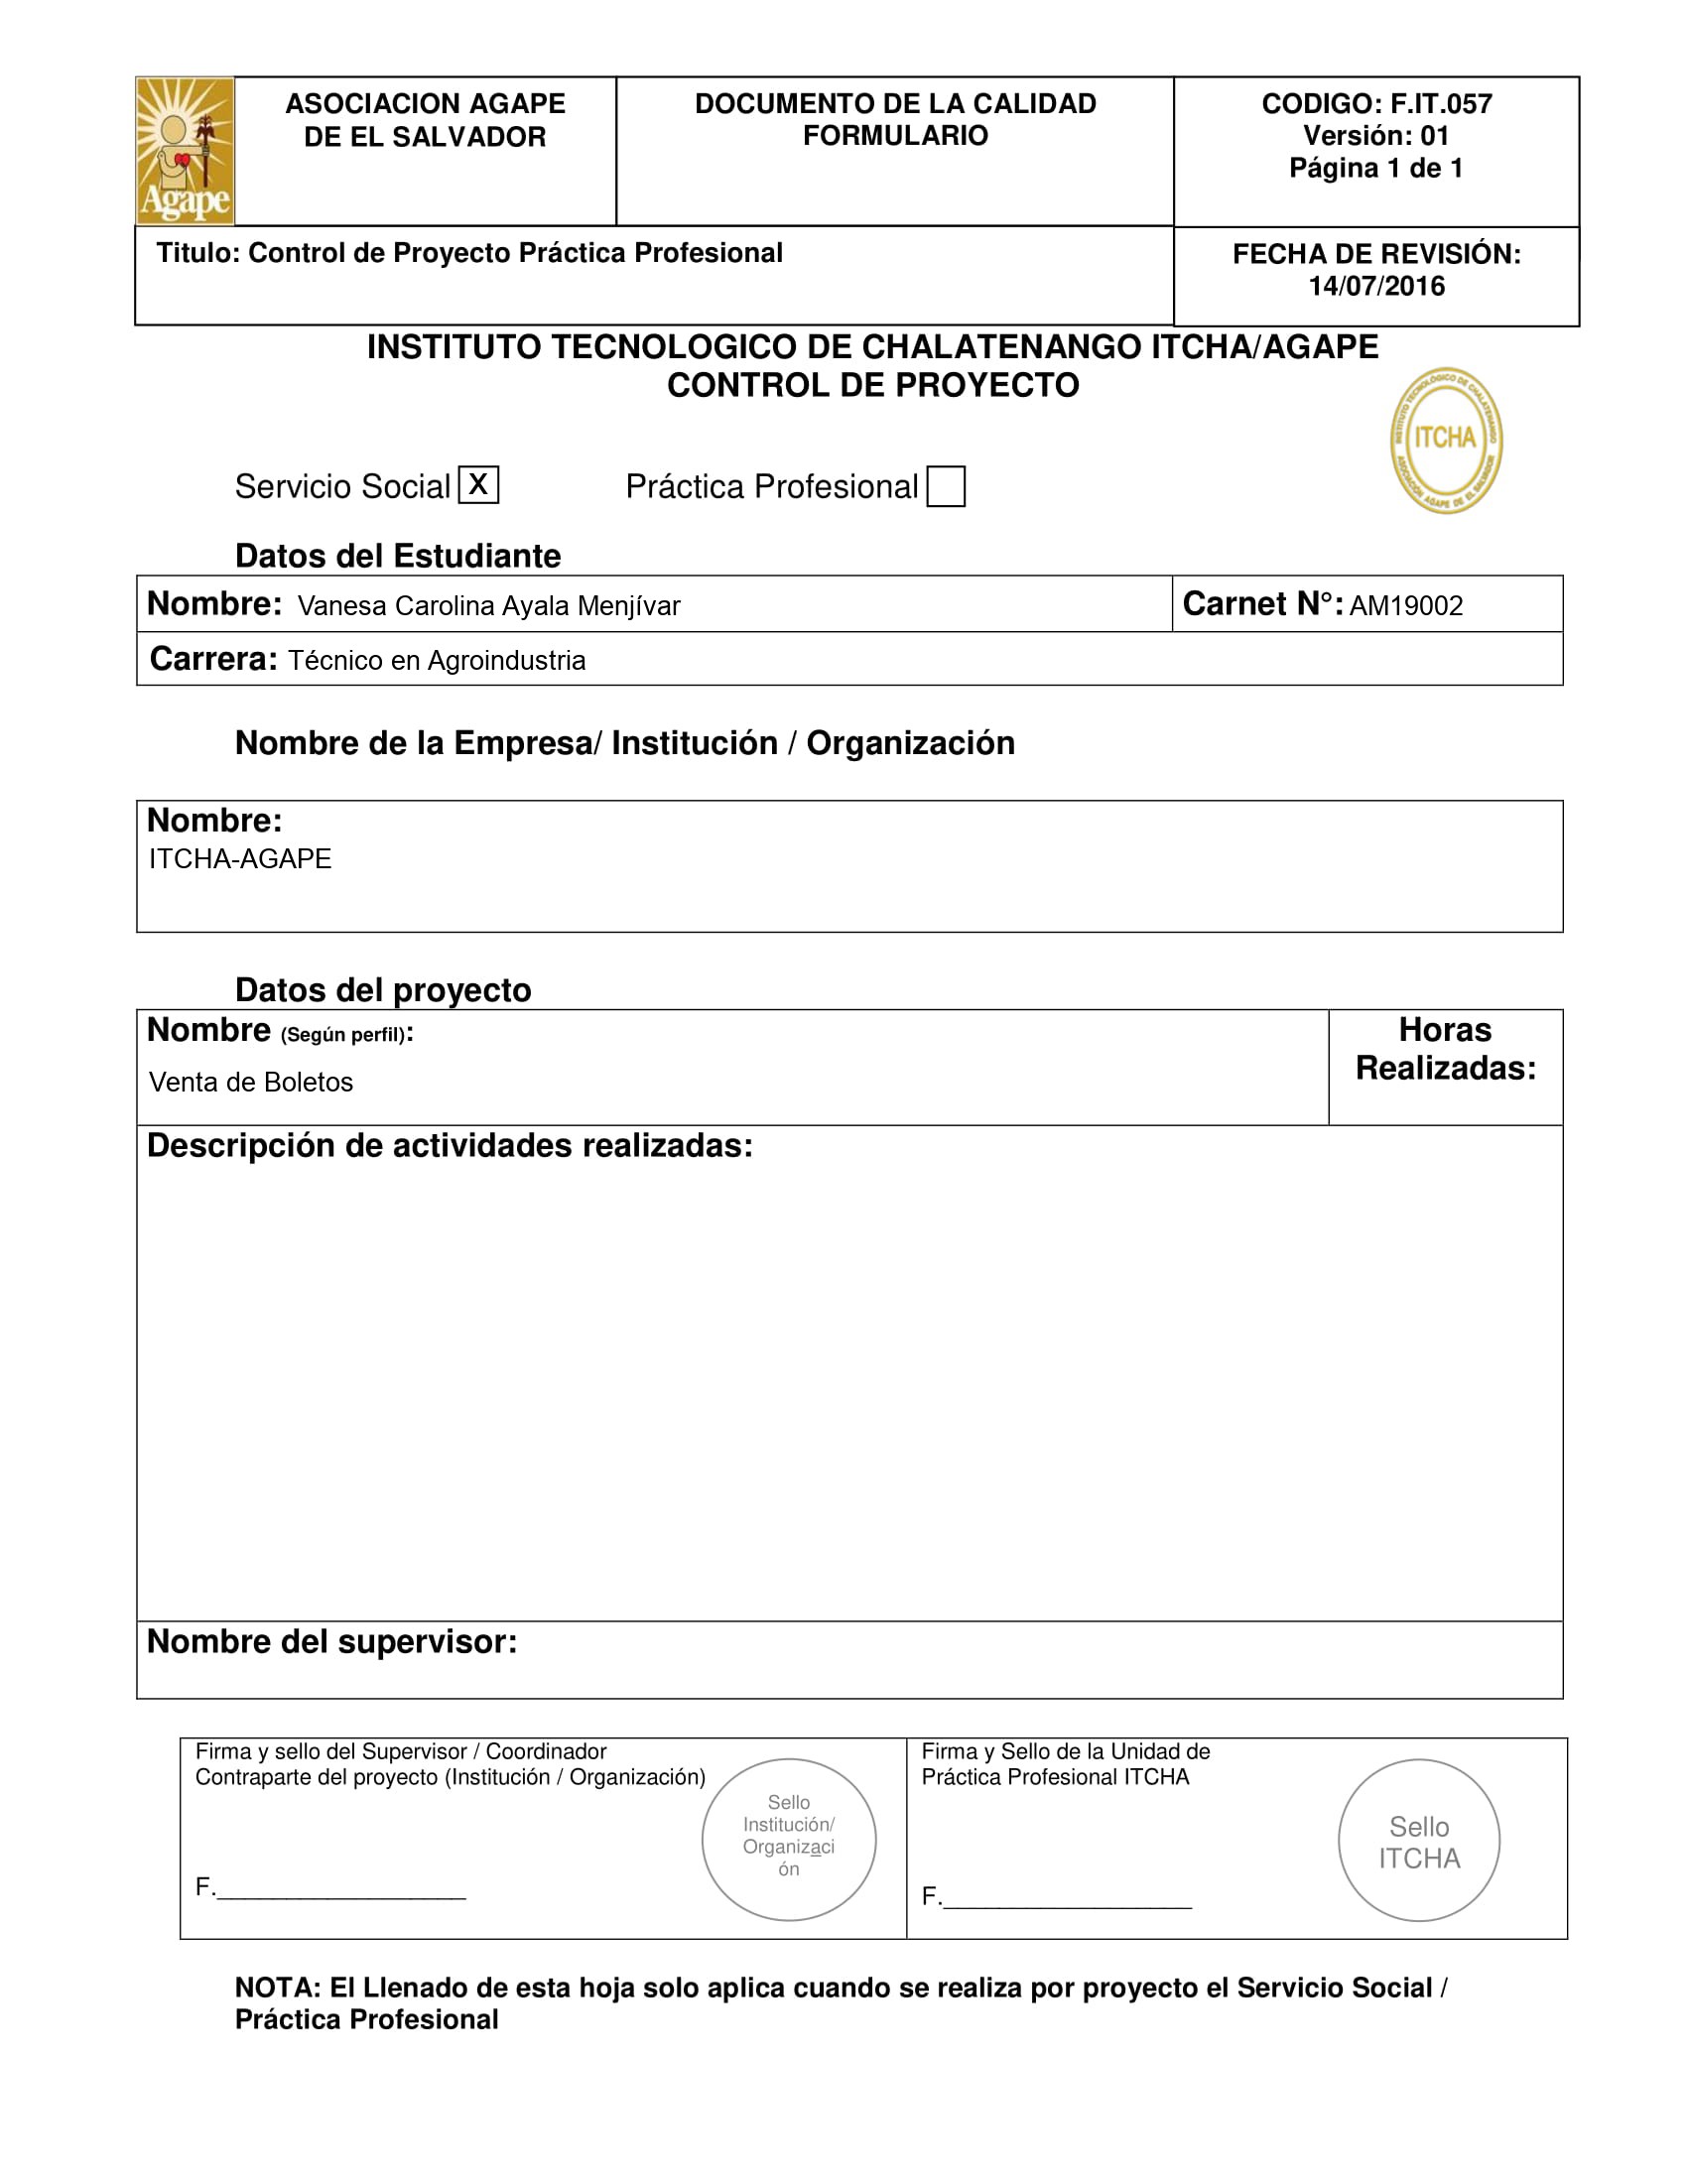 Agape
ASOCIACION AGAPE
DE EL SALVADOR
DOCUMENTO DE LA CALIDAD
FORMULARIO
CODIGO: F.IT.057
Versión: 01
Página 1 de 1
Titulo: Control de Proyecto Práctica Profesional
FECHA DE REVISIÓN:
14/07/2016
INSTITUTO TECNOLOGICO DE CHALATENANGO ITCHA/AGAPE
CONTROL DE PROYECTO
INSTITUTO TECNOLÓGICO DE CHALATENANGO
ITCHA
ASOCIACIÓN AGAPE DE EL SALVADOR
Servicio Social X Práctica Profesional
Datos del Estudiante
Nombre: Vanesa Carolina Ayala Menjívar Carnet N°: AM19002
Carrera: Técnico en Agroindustria
Nombre de la Empresa/ Institución / Organización
Nombre:
ITCHA-AGAPE
Datos del proyecto
Nombre (Según perfil):
Venta de Boletos
Horas
Realizadas:
Descripción de actividades realizadas:
Nombre del supervisor:
Firma y sello del Supervisor / Coordinador
Contraparte del proyecto (Institución / Organización)
Sello
Institución/
Organizaci
ón
F.__________________
Firma y Sello de la Unidad de
Práctica Profesional ITCHA
Sello
ITCHA
F.__________________
NOTA: El Llenado de esta hoja solo aplica cuando se realiza por proyecto el Servicio Social /
Práctica Profesional